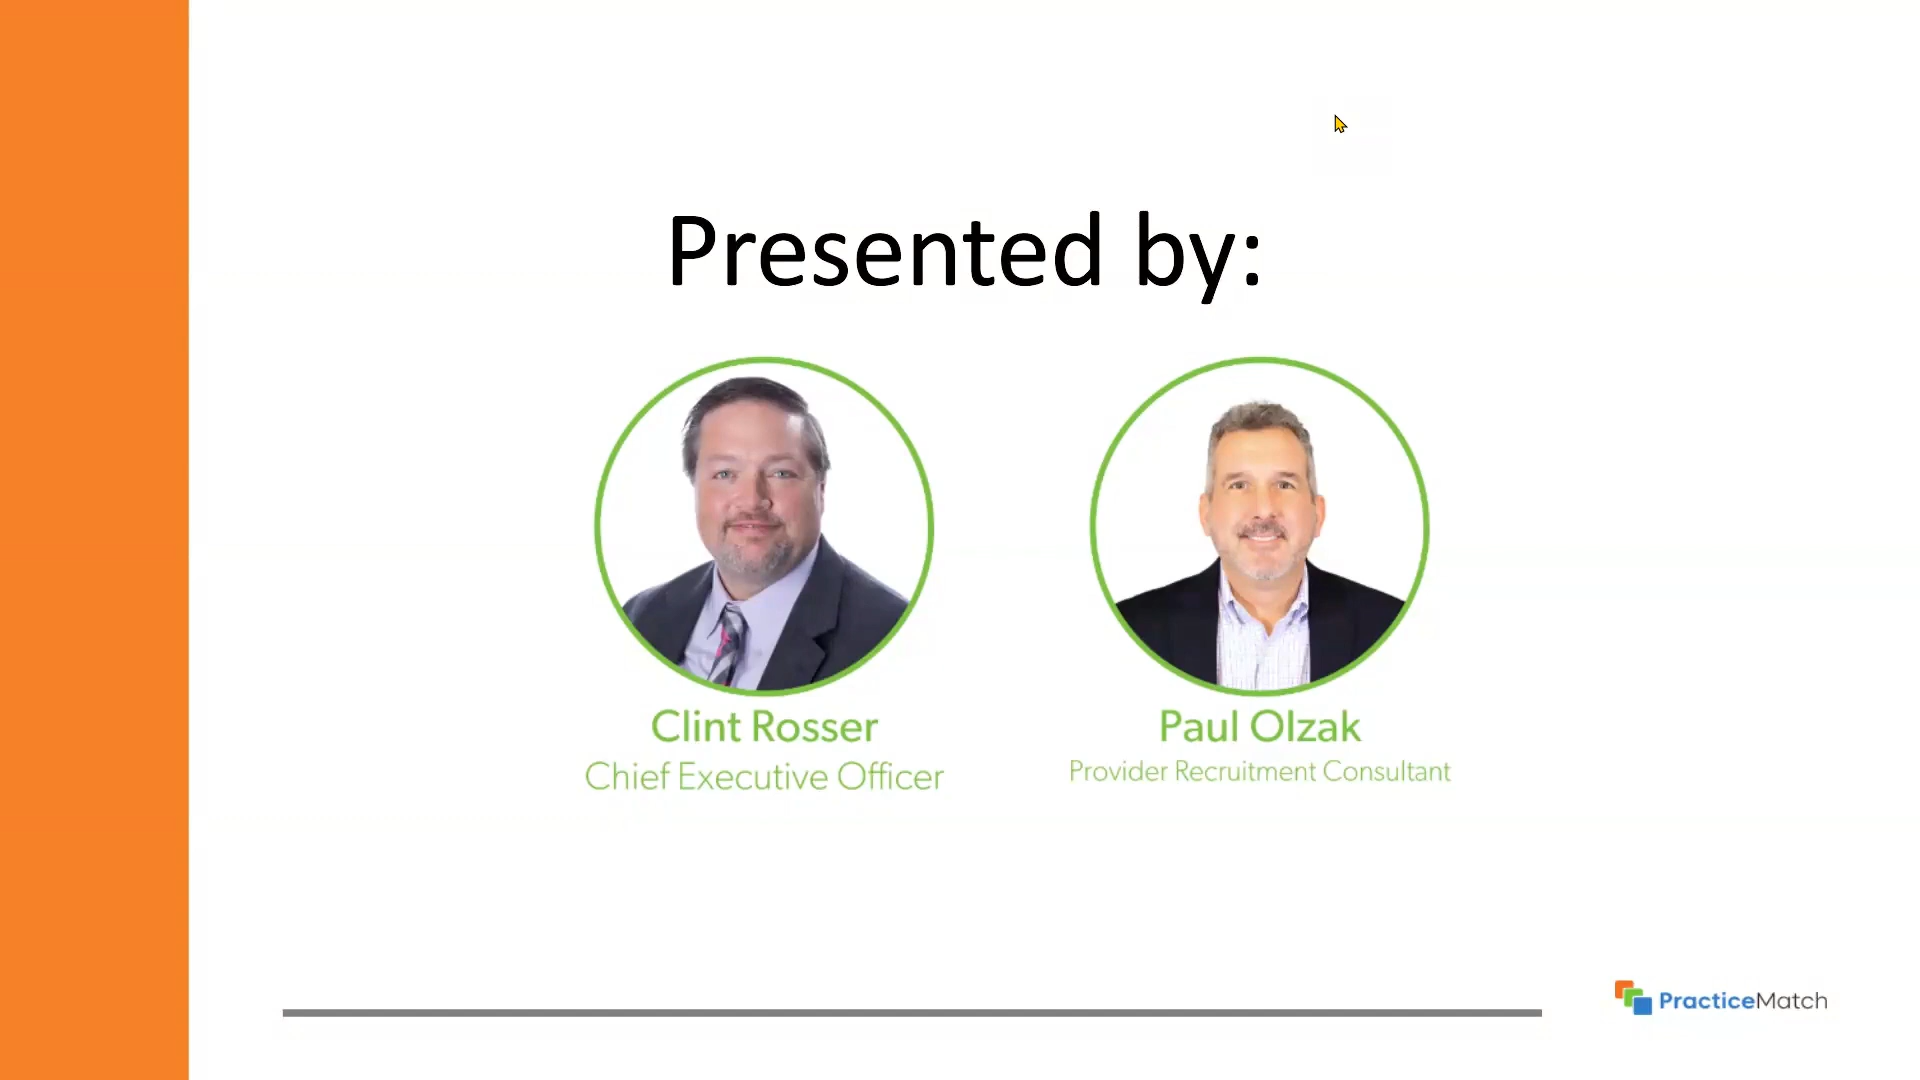 Presented by:
Clint Rosser
Chief Executive Officer
Paul Olzak
Provider Recruitment Consultant
PracticeMatch